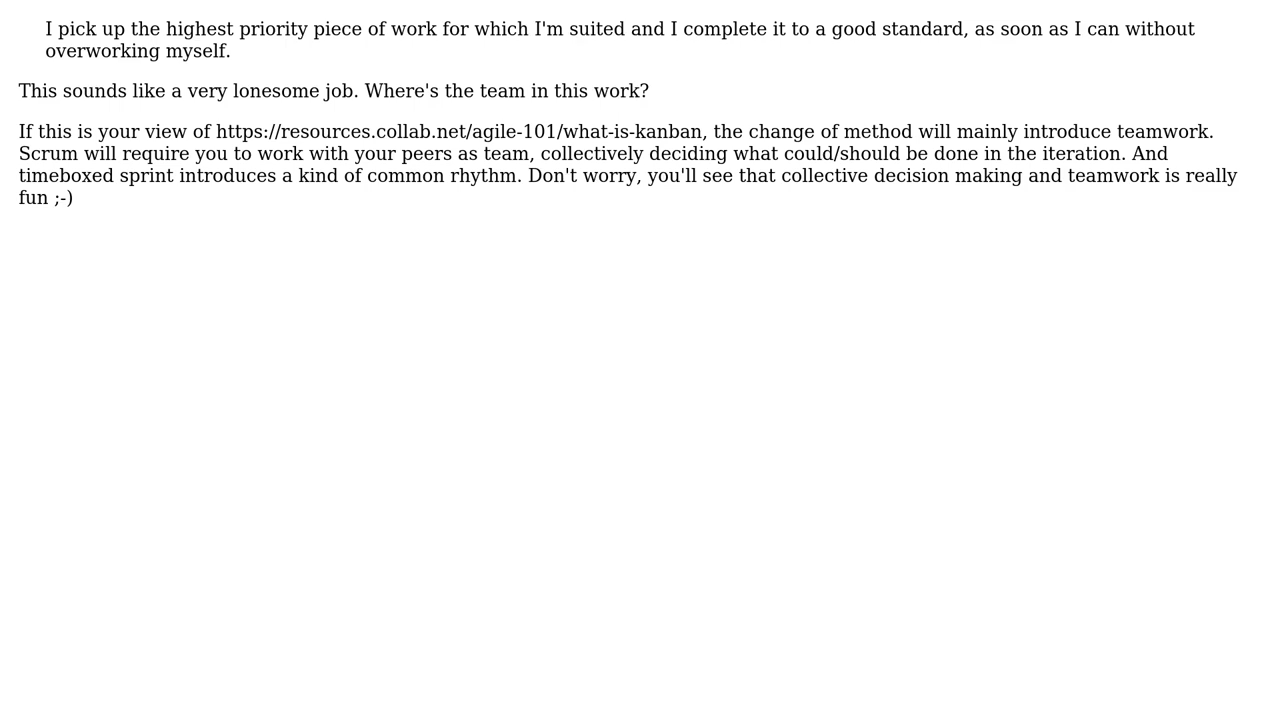 I pick up the highest priority piece of work for which I'm suited and I complete it to a good standard, as soon as I can without
overworking myself.
This sounds like a very lonesome job. Where's the team in this work?
If this is your view of https://resources.collab.net/agile-101/what-is-kanban, the change of method will mainly introduce teamwork.
Scrum will require you to work with your peers as team, collectively deciding what could/should be done in the iteration. And
timeboxed sprint introduces a kind of common rhythm. Don't worry, you'll see that collective decision making and teamwork is really
fun ;-)